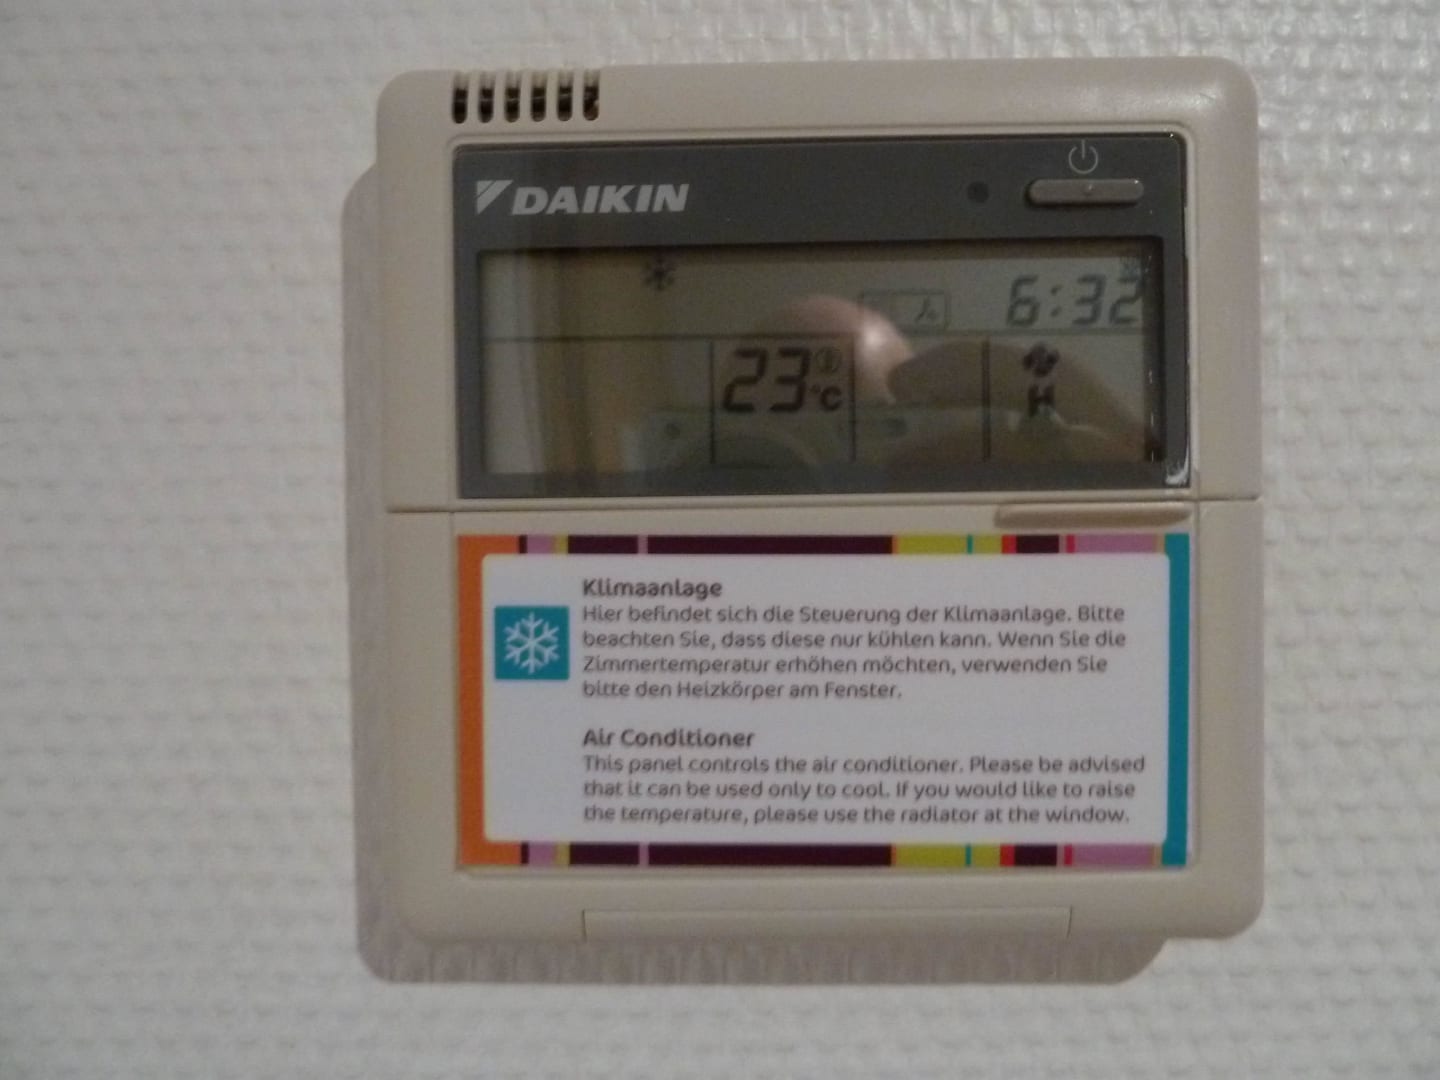 DAIKIN
6:32
23 °C
H
Klimaanlage
Hier befindet sich die Steuerung der Klimaanlage. Bitte
beachten Sie, dass diese nur kühlen kann. Wenn Sie die
Zimmertemperatur erhöhen möchten, verwenden Sie
bitte den Heizkörper am Fenster.
Air Conditioner
This panel controls the air conditioner. Please be advised
that it can be used only to cool. If you would like to raise
the temperature, please use the radiator at the window.